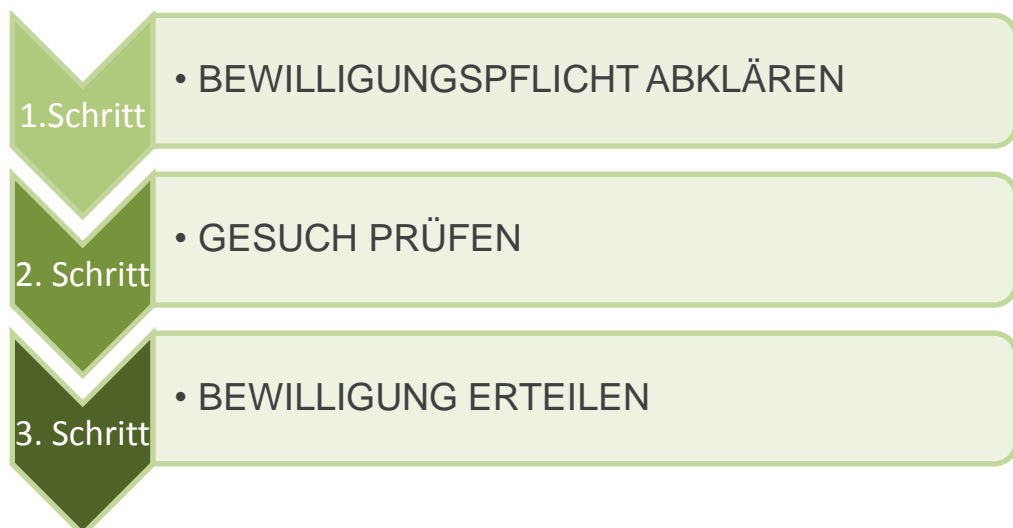 1.Schritt
• BEWILLIGUNGSPFLICHT ABKLÄREN
2. Schritt
• GESUCH PRÜFEN
3. Schritt
• BEWILLIGUNG ERTEILEN